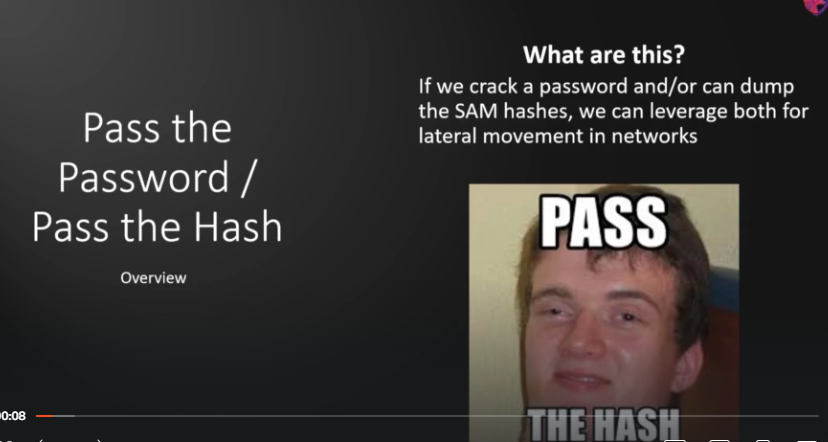 Pass the
Password /
Pass the Hash
Overview
What are this?
If we crack a password and/or can dump
the SAM hashes, we can leverage both for
lateral movement in networks
PASS
THE HASH
0:08